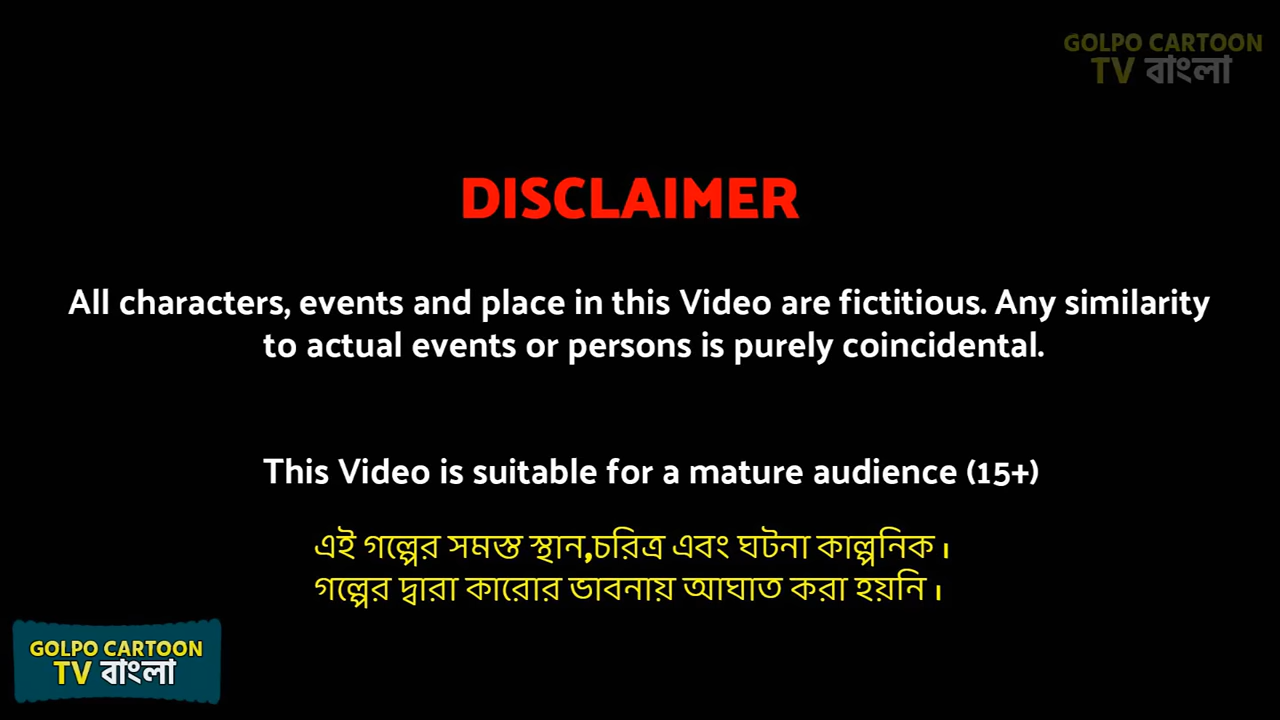 GOLPO CARTOON
TV বাংলা
DISCLAIMER
All characters, events and place in this Video are fictitious. Any similarity
to actual events or persons is purely coincidental.
This Video is suitable for a mature audience (15+)
এই গল্পের সমস্ত স্থান,চরিত্র এবং ঘটনা কাল্পনিক।
গল্পের দ্বারা কারোর ভাবনায় আঘাত করা হয়নি।
GOLPO CARTOON
TV বাংলা